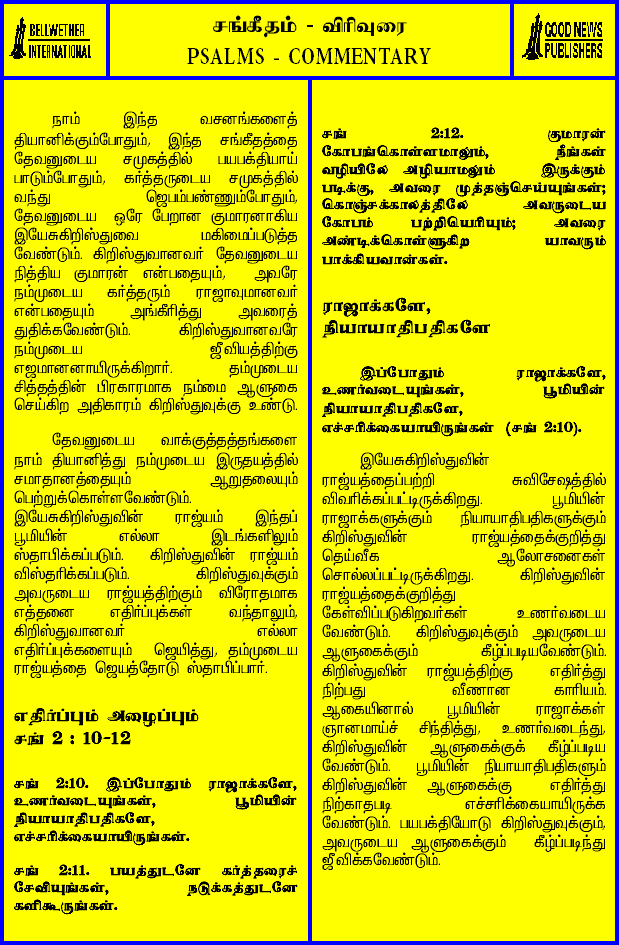 BELLWETHER
INTERNATIONAL
சங்கீதம் - விரிவுரை
PSALMS - COMMENTARY
GOOD NEWS
PUBLISHERS
நாம் இந்த வசனங்களைத்
தியானிக்கும்போதும், இந்த சங்கீதத்தை
தேவனுடைய சமுகத்தில் பயபக்தியாய்
பாடும்போதும், கர்த்தருடைய சமுகத்தில்
வந்து ஜெபம்பண்ணும்போதும்,
தேவனுடைய ஒரே பேறான குமாரனாகிய
இயேசுகிறிஸ்துவை மகிமைப்படுத்த
வேண்டும். கிறிஸ்துவானவர் தேவனுடைய
நித்திய குமாரன் என்பதையும், அவரே
நம்முடைய கர்த்தரும் ராஜாவுமானவர்
என்பதையும் அங்கீரித்து அவரைத்
துதிக்கவேண்டும். கிறிஸ்துவானவரே
நம்முடைய ஜீவியத்திற்கு
எஜமானனாயிருக்கிறார். தம்முடைய
சித்தத்தின் பிரகாரமாக நம்மை ஆளுகை
செய்கிற அதிகாரம் கிறிஸ்துவுக்கு உண்டு.
தேவனுடைய வாக்குத்தத்தங்களை
நாம் தியானித்து நம்முடைய இருதயத்தில்
சமாதானத்தையும் ஆறுதலையும்
பெற்றுக்கொள்ளவேண்டும்.
இயேசுகிறிஸ்துவின் ராஜ்யம் இந்தப்
பூமியின் எல்லா இடங்களிலும்
ஸ்தாபிக்கப்படும். கிறிஸ்துவின் ராஜ்யம்
விஸ்தரிக்கப்படும். கிறிஸ்துவுக்கும்
அவருடைய ராஜ்யத்திற்கும் விரோதமாக
எத்தனை எதிர்ப்புக்கள் வந்தாலும்,
கிறிஸ்துவானவர் எல்லா
எதிர்ப்புக்களையும் ஜெயித்து, தம்முடைய
ராஜ்யத்தை ஜெயத்தோடு ஸ்தாபிப்பார்.
எதிர்ப்பும் அழைப்பும்
சங் 2 : 10-12
சங் 2:10. இப்போதும் ராஜாக்களே,
உணர்வடையுங்கள், பூமியின்
நியாயாதிபதிகளே,
எச்சரிக்கையாயிருங்கள்.
சங் 2:11. பயத்துடனே கர்த்தரைச்
சேவியுங்கள், நடுக்கத்துடனே
களிகூருங்கள்.
சங் 2:12. குமாரன்
கோபங்கொள்ளாமலும், நீங்கள்
வழியிலே அழியாமலும் இருக்கும்
படிக்கு, அவரை முத்தஞ்செய்யுங்கள்;
கொஞ்சக்காலத்திலே அவருடைய
கோபம் பற்றியெரியும்; அவரை
அண்டிக்கொள்ளுகிற யாவரும்
பாக்கியவான்கள்.
ராஜாக்களே,
நியாயாதிபதிகளே
இப்போதும் ராஜாக்களே,
உணர்வடையுங்கள், பூமியின்
நியாயாதிபதிகளே,
எச்சரிக்கையாயிருங்கள் (சங் 2:10).
இயேசுகிறிஸ்துவின்
ராஜ்யத்தைப்பற்றி சுவிசேஷத்தில்
விவரிக்கப்பட்டிருக்கிறது. பூமியின்
ராஜாக்களுக்கும் நியாயாதிபதிகளுக்கும்
கிறிஸ்துவின் ராஜ்யத்தைக்குறித்து
தெய்வீக ஆலோசனைகள்
சொல்லப்பட்டிருக்கிறது. கிறிஸ்துவின்
ராஜ்யத்தைக்குறித்து
கேள்விப்படுகிறவர்கள் உணர்வடைய
வேண்டும். கிறிஸ்துவுக்கும் அவருடைய
ஆளுகைக்கும் கீழ்ப்படியவேண்டும்.
கிறிஸ்துவின் ராஜ்யத்திற்கு எதிர்த்து
நிற்பது வீணான காரியம்.
ஆகையினால் பூமியின் ராஜாக்கள்
ஞானமாய்ச் சிந்தித்து, உணர்வடைந்து,
கிறிஸ்துவின் ஆளுகைக்குக் கீழ்ப்படிய
வேண்டும். பூமியின் நியாயாதிபதிகளும்
கிறிஸ்துவின் ஆளுகைக்கு எதிர்த்து
நிற்காதபடி எச்சரிக்கையாயிருக்க
வேண்டும். பயபக்தியோடு கிறிஸ்துவுக்கும்,
அவருடைய ஆளுகைக்கும் கீழ்ப்படிந்து
ஜீவிக்கவேண்டும்.